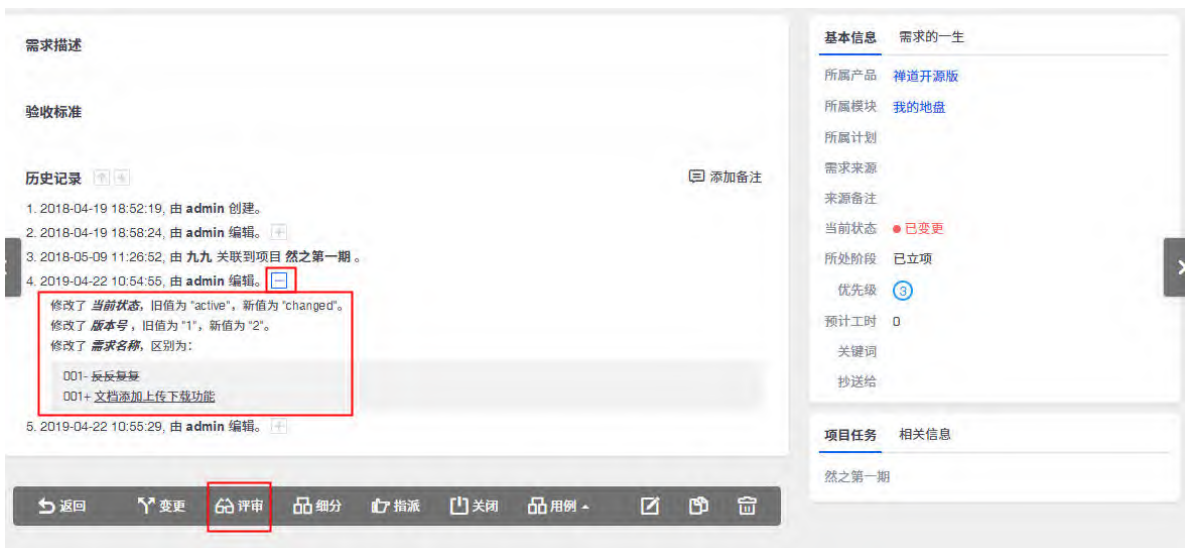 需求描述
验收标准
历史记录
添加备注
1. 2018-04-19 18:52:19, 由 admin 创建。
2. 2018-04-19 18:58:24, 由 admin 编辑。
3. 2018-05-09 11:26:52, 由 九九 关联到项目 然之第一期 。
4. 2019-04-22 10:54:55, 由 admin 编辑。
修改了 当前状态，旧值为 "active"，新值为 "changed"。
修改了 版本号，旧值为 "1"，新值为 "2"。
修改了 需求名称，区别为：
001- 反反复复
001+ 文档添加上传下载功能
5. 2019-04-22 10:55:29, 由 admin 编辑。
返回 变更 评审 细分 指派 关闭 用例
基本信息 需求的一生
所属产品 禅道开源版
所属模块 我的地盘
所属计划
需求来源
来源备注
当前状态 已变更
所处阶段 已立项
优先级 3
预计工时 0
关键词
抄送给
项目任务 相关信息
然之第一期